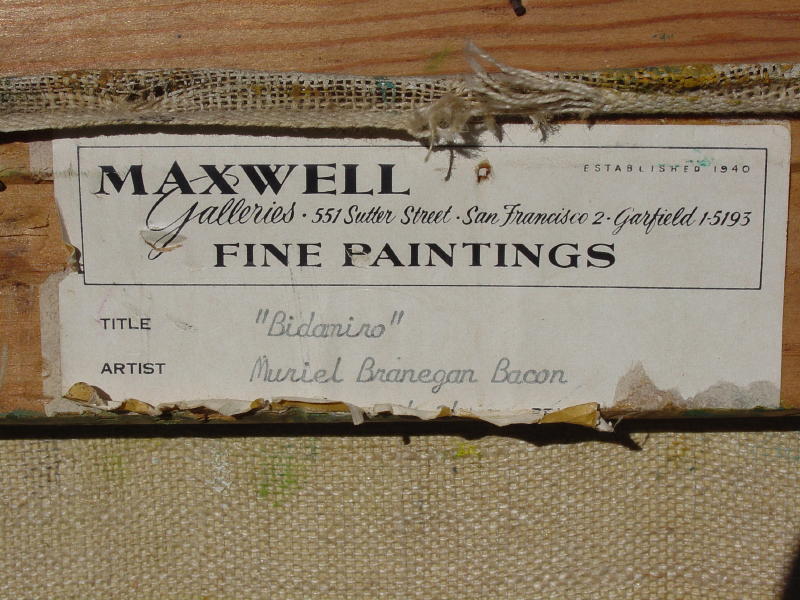 MAXWELL
ESTABLISHED 1940
Galleries · 551 Sutter Street · San Francisco 2 · Garfield 1-5193
FINE PAINTINGS
TITLE "Bidamino"
ARTIST Muriel Branegan Bacon